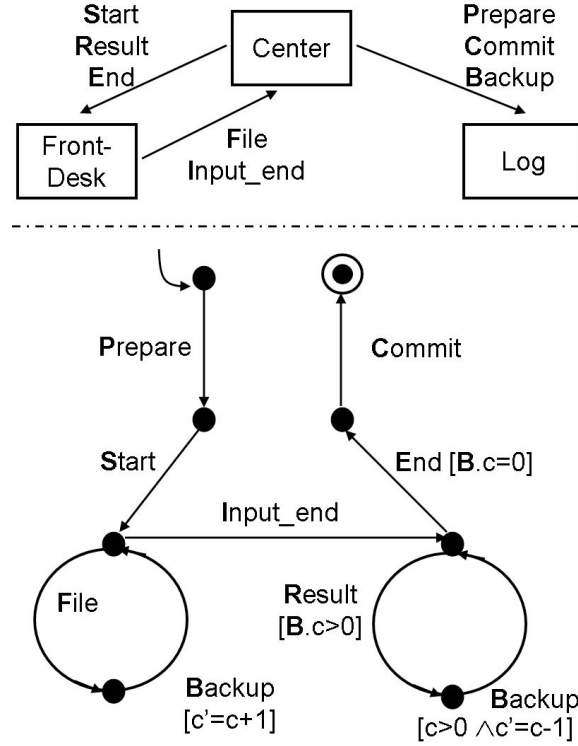 Start
Result
End
Center
Prepare
Commit
Backup
Front-
Desk
File
Input_end
Log
Prepare
Commit
Start
End [B.c=0]
Input_end
File
Result
[B.c>0]
Backup
[c'=c+1]
Backup
[c>0 ∧c'=c-1]